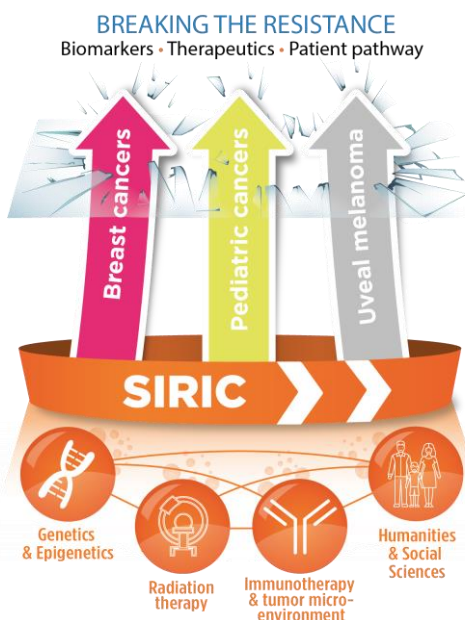 BREAKING THE RESISTANCE
Biomarkers • Therapeutics • Patient pathway
Breast cancers
Pediatric cancers
Uveal melanoma
SIRIC
Genetics
& Epigenetics
Radiation
therapy
Immunotherapy
& tumor micro-
environment
Humanities
& Social
Sciences